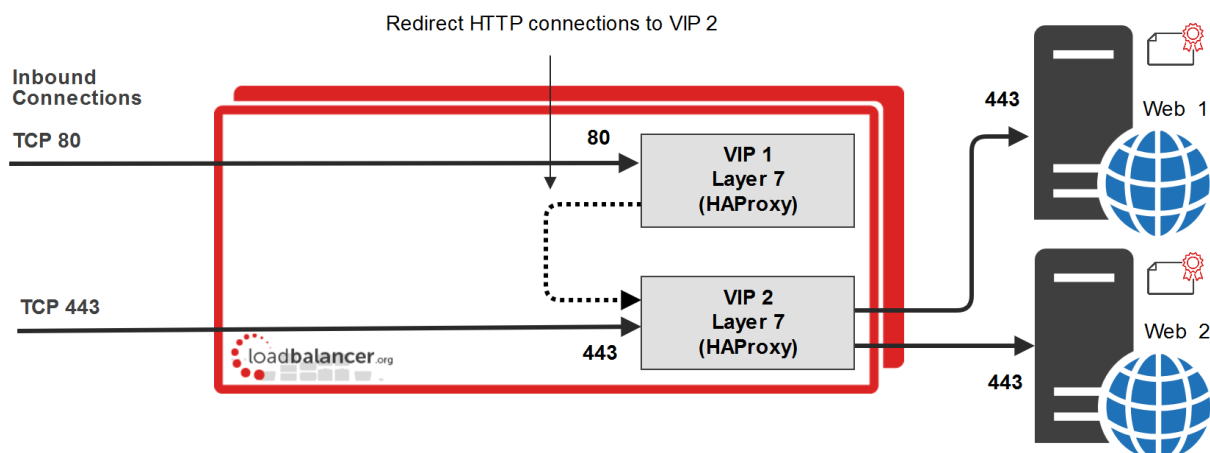 Redirect HTTP connections to VIP 2
Inbound
Connections
TCP 80
80
VIP 1
Layer 7
(HAProxy)
443
Web 1
TCP 443
443
VIP 2
Layer 7
(HAProxy)
443
Web 2
loadbalancer.org